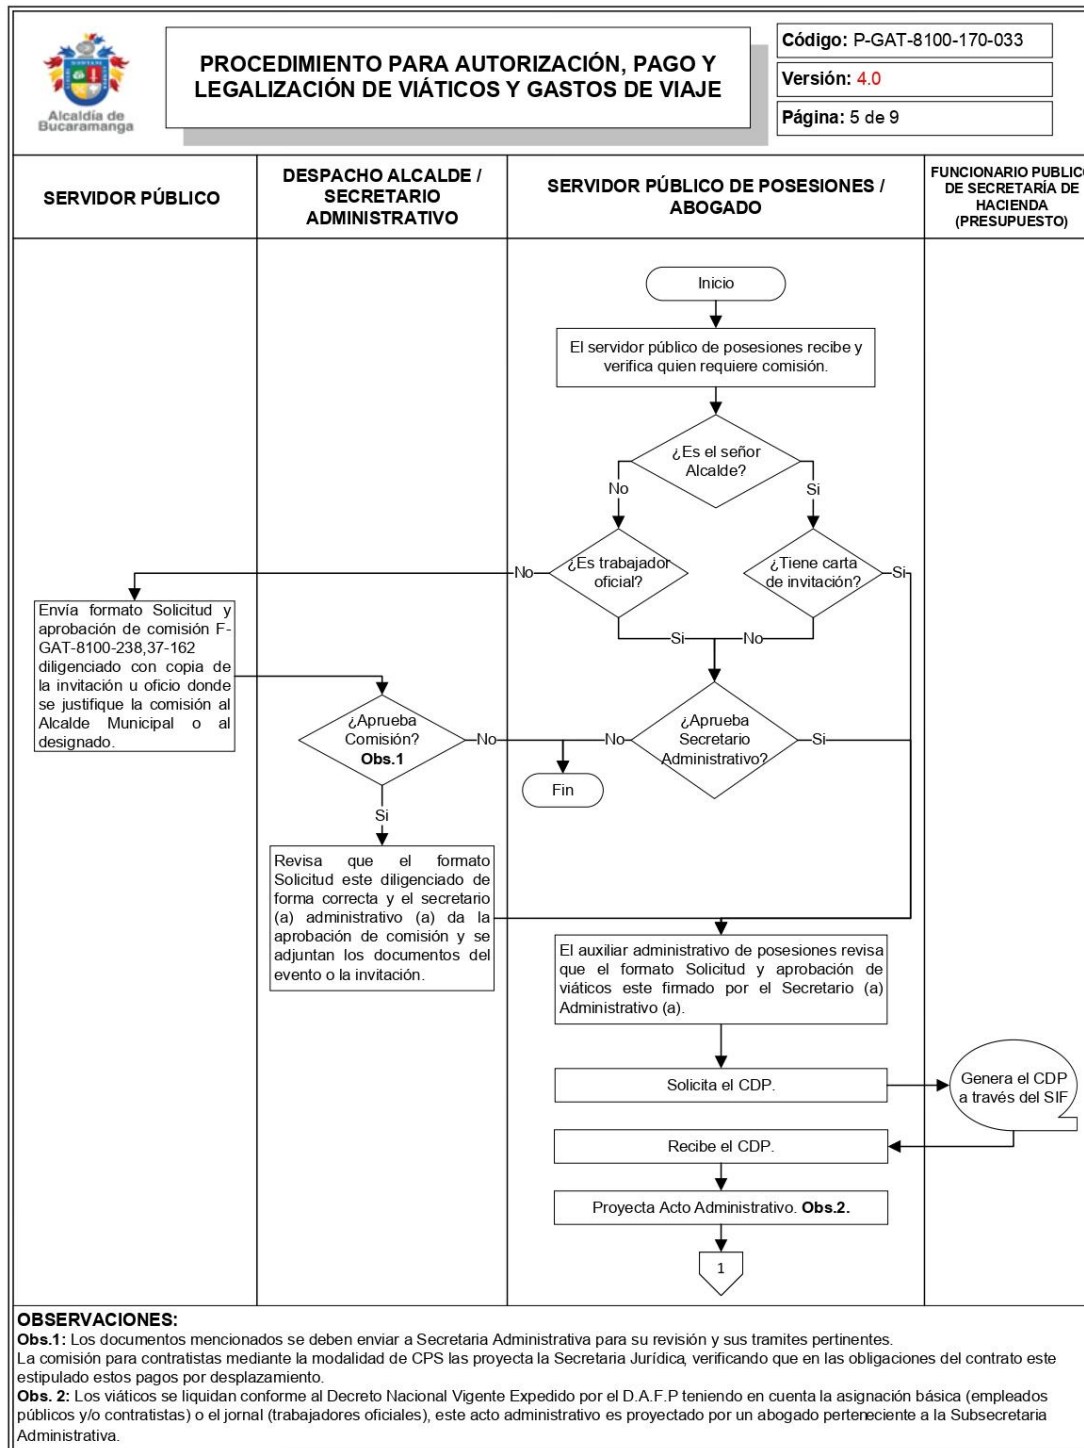 Alcaldía de
Bucaramanga
PROCEDIMIENTO PARA AUTORIZACIÓN, PAGO Y
LEGALIZACIÓN DE VIÁTICOS Y GASTOS DE VIAJE
Código: P-GAT-8100-170-033
Versión: 4.0
Página: 5 de 9
SERVIDOR PÚBLICO
DESPACHO ALCALDE /
SECRETARIO
ADMINISTRATIVO
SERVIDOR PÚBLICO DE POSESIONES /
ABOGADO
FUNCIONARIO PUBLICO
DE SECRETARÍA DE
HACIENDA
(PRESUPUESTO)
Inicio
El servidor público de posesiones recibe y
verifica quien requiere comisión.
¿Es el señor
Alcalde?
No
Si
¿Es trabajador
oficial?
¿Tiene carta
de invitación?
No
Si
Si
No
Envía formato Solicitud y
aprobación de comisión F-
GAT-8100-238,37-162
diligenciado con copia de
la invitación u oficio donde
se justifique la comisión al
Alcalde Municipal o al
designado.
¿Aprueba
Comisión?
Obs.1
No
¿Aprueba
Secretario
Administrativo?
No
Si
Fin
Si
Revisa que el formato
Solicitud este diligenciado de
forma correcta y el secretario
(a) administrativo (a) da la
aprobación de comisión y se
adjuntan los documentos del
evento o la invitación.
El auxiliar administrativo de posesiones revisa
que el formato Solicitud y aprobación de
viáticos este firmado por el Secretario (a)
Administrativo (a).
Solicita el CDP.
Genera el CDP
a través del SIF
Recibe el CDP.
Proyecta Acto Administrativo. Obs.2.
1
OBSERVACIONES:
Obs.1: Los documentos mencionados se deben enviar a Secretaria Administrativa para su revisión y sus tramites pertinentes.
La comisión para contratistas mediante la modalidad de CPS las proyecta la Secretaria Jurídica, verificando que en las obligaciones del contrato este
estipulado estos pagos por desplazamiento.
Obs. 2: Los viáticos se liquidan conforme al Decreto Nacional Vigente Expedido por el D.A.F.P teniendo en cuenta la asignación básica (empleados
públicos y/o contratistas) o el jornal (trabajadores oficiales), este acto administrativo es proyectado por un abogado perteneciente a la Subsecretaria
Administrativa.